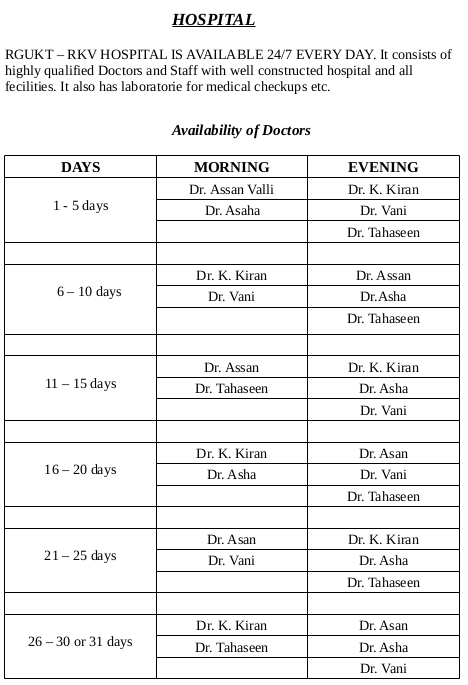 HOSPITAL
RGUKT – RKV HOSPITAL IS AVAILABLE 24/7 EVERY DAY. It consists of
highly qualified Doctors and Staff with well constructed hospital and all
fecilities. It also has laboratorie for medical checkups etc.
Availability of Doctors
DAYS MORNING EVENING
1 - 5 days Dr. Assan Valli Dr. K. Kiran
Dr. Asaha Dr. Vani
Dr. Tahaseen
6 – 10 days Dr. K. Kiran Dr. Assan
Dr. Vani Dr.Asha
Dr. Tahaseen
11 – 15 days Dr. Assan Dr. K. Kiran
Dr. Tahaseen Dr. Asha
Dr. Vani
16 – 20 days Dr. K. Kiran Dr. Asan
Dr. Asha Dr. Vani
Dr. Tahaseen
21 – 25 days Dr. Asan Dr. K. Kiran
Dr. Vani Dr. Asha
Dr. Tahaseen
26 – 30 or 31 days Dr. K. Kiran Dr. Asan
Dr. Tahaseen Dr. Asha
Dr. Vani